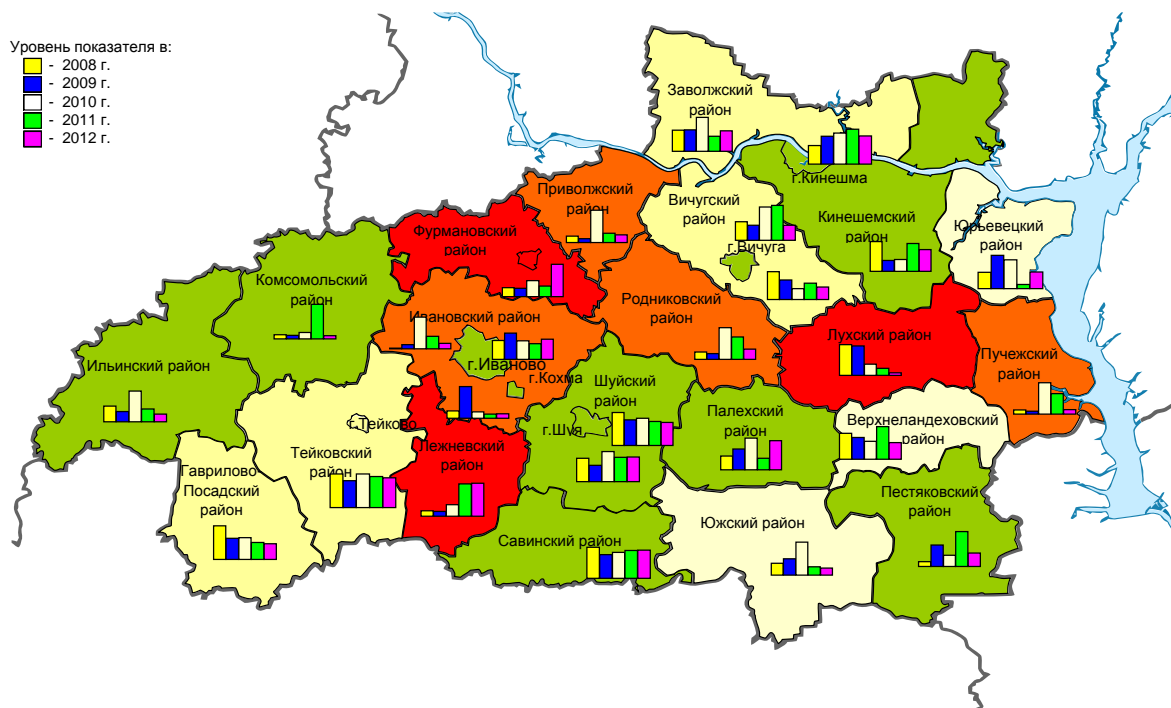 Уровень показателя в:
- 2008 г.
- 2009 г.
- 2010 г.
- 2011 г.
- 2012 г.
Заволжский
район
г.Кинешма
Приволжский
район
Вичугский
район
Кинешемский
район
Юрьевецкий
район
Фурмановский
район
г.Вичуга
Комсомольский
район
Родниковский
район
Ивановский район
Лухский район
Пучежский
район
Ильинский район
г.Иваново
г.Кохма
Шуйский
район
Палехский
район
Верхнеландеховский
район
г.Тейково
г.Шуя
Тейковский
район
Лежневский
район
Гаврилово-
Посадский
район
Пестяковский
район
Южский район
Савинский район